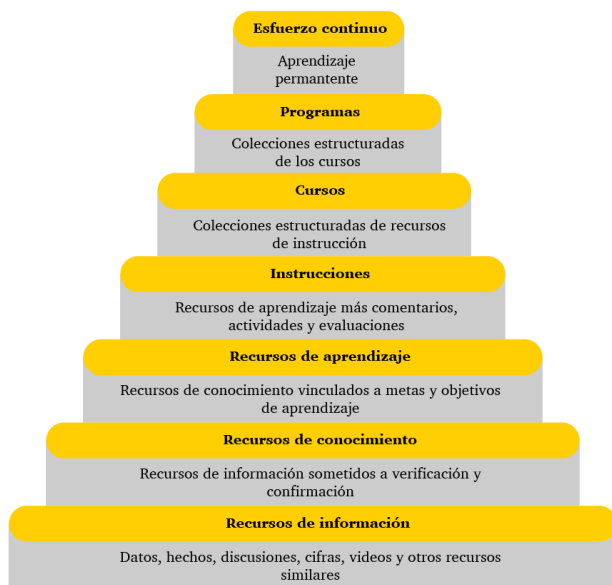 Esfuerzo continuo
Aprendizaje
permantente
Programas
Colecciones estructuradas
de los cursos
Cursos
Colecciones estructuradas de recursos
de instrucción
Instrucciones
Recursos de aprendizaje más comentarios,
actividades y evaluaciones
Recursos de aprendizaje
Recursos de conocimiento vinculados a metas y objetivos
de aprendizaje
Recursos de conocimiento
Recursos de información sometidos a verificación y
confirmación
Recursos de información
Datos, hechos, discusiones, cifras, videos y otros recursos
similares